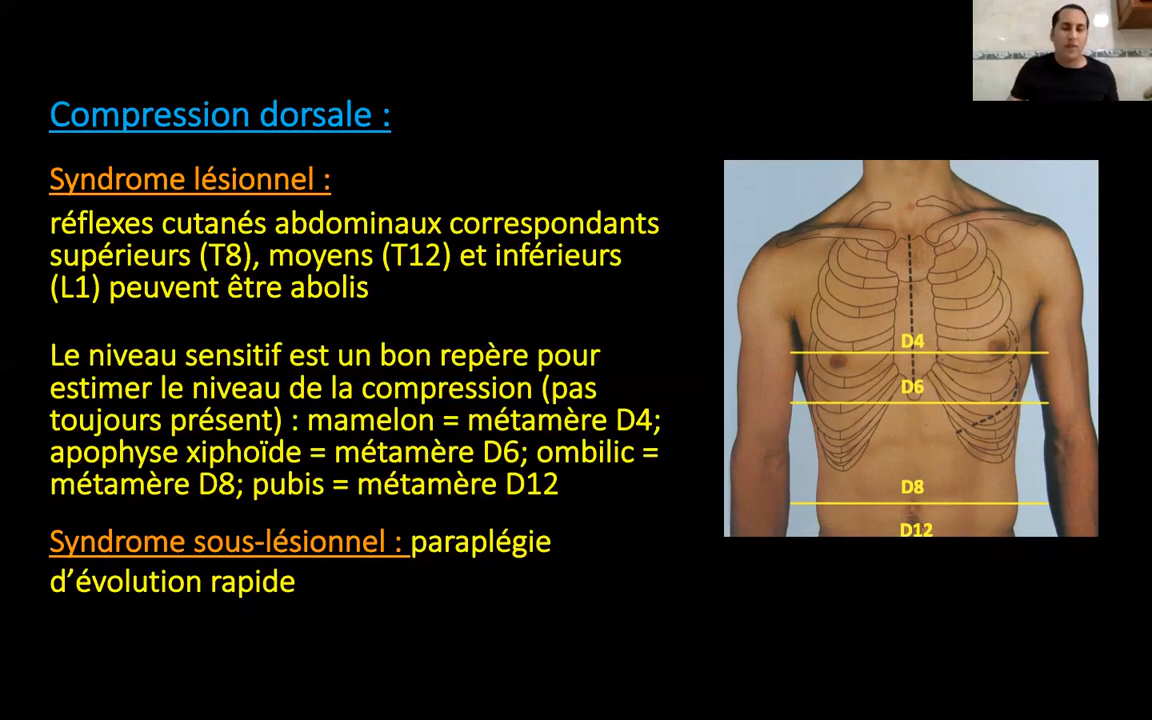 Compression dorsale :
Syndrome lésionnel :
réflexes cutanés abdominaux correspondants
supérieurs (T8), moyens (T12) et inférieurs
(L1) peuvent être abolis
Le niveau sensitif est un bon repère pour
estimer le niveau de la compression (pas
toujours présent) : mamelon = métamère D4;
apophyse xiphoïde = métamère D6; ombilic =
métamère D8; pubis = métamère D12
Syndrome sous-lésionnel : paraplégie
d’évolution rapide
D4
D6
D8
D12